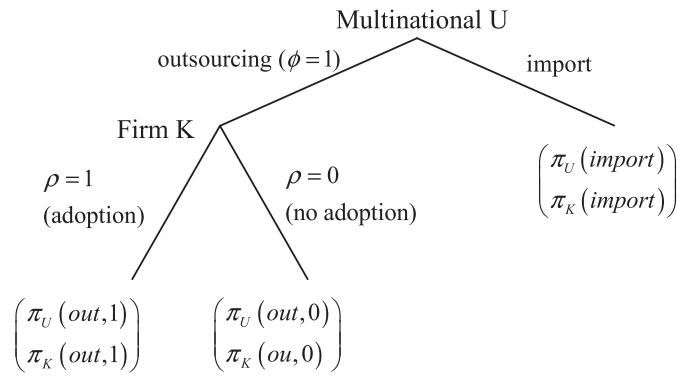 Multinational U
outsourcing (ϕ=1)
import
Firm K
ρ=1
(adoption)
ρ=0
(no adoption)
(π_U (import)
π_K (import))
(π_U (out,1)
π_K (out,1))
(π_U (out,0)
π_K (ou,0))